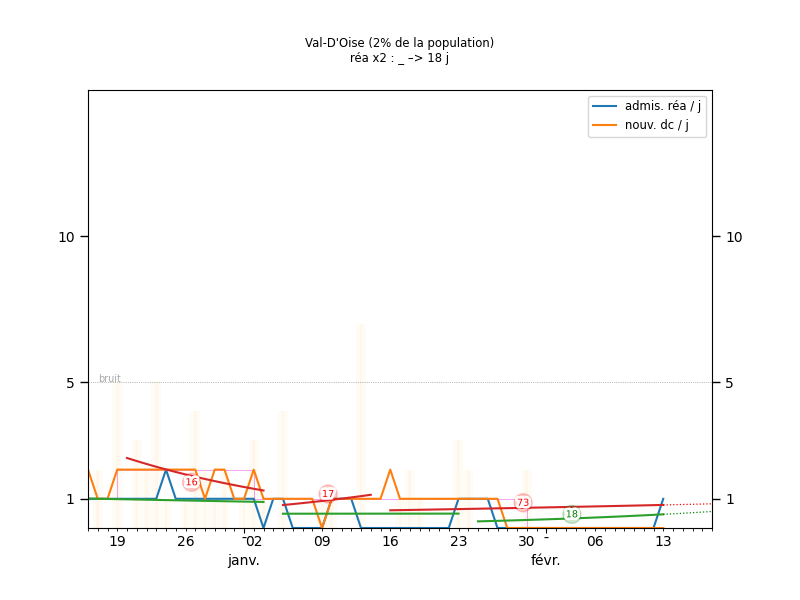 Val-D'Oise (2% de la population)
réa x2 : _ –> 18 j
admis. réa / j
nouv. dc / j
10
10
bruit
5
5
16
17
73
18
1
1
19
26
02
09
16
23
30
06
13
janv.
févr.